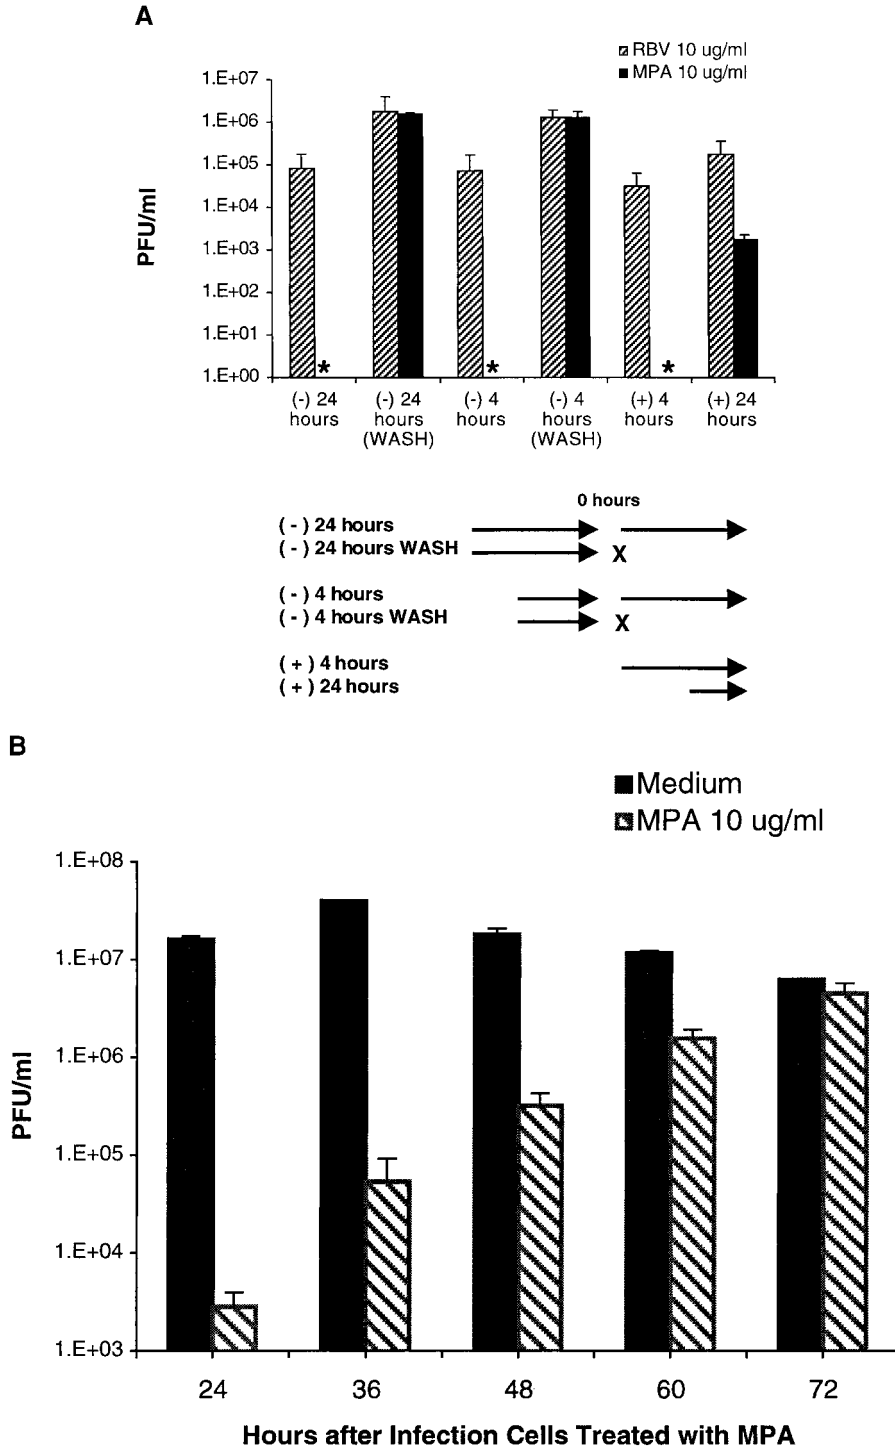 A
RBV 10 ug/ml
MPA 10 ug/ml
1.E+07
1.E+06
1.E+05
1.E+04
1.E+03
1.E+02
1.E+01
1.E+00
PFU/ml
*
*
*
(-) 24 hours
(-) 24 hours (WASH)
(-) 4 hours
(-) 4 hours (WASH)
(+) 4 hours
(+) 24 hours
0 hours
( - ) 24 hours
( - ) 24 hours WASH
X
( - ) 4 hours
( - ) 4 hours WASH
X
( + ) 4 hours
( + ) 24 hours
B
Medium
MPA 10 ug/ml
1.E+08
1.E+07
1.E+06
1.E+05
1.E+04
1.E+03
PFU/ml
24 36 48 60 72
Hours after Infection Cells Treated with MPA